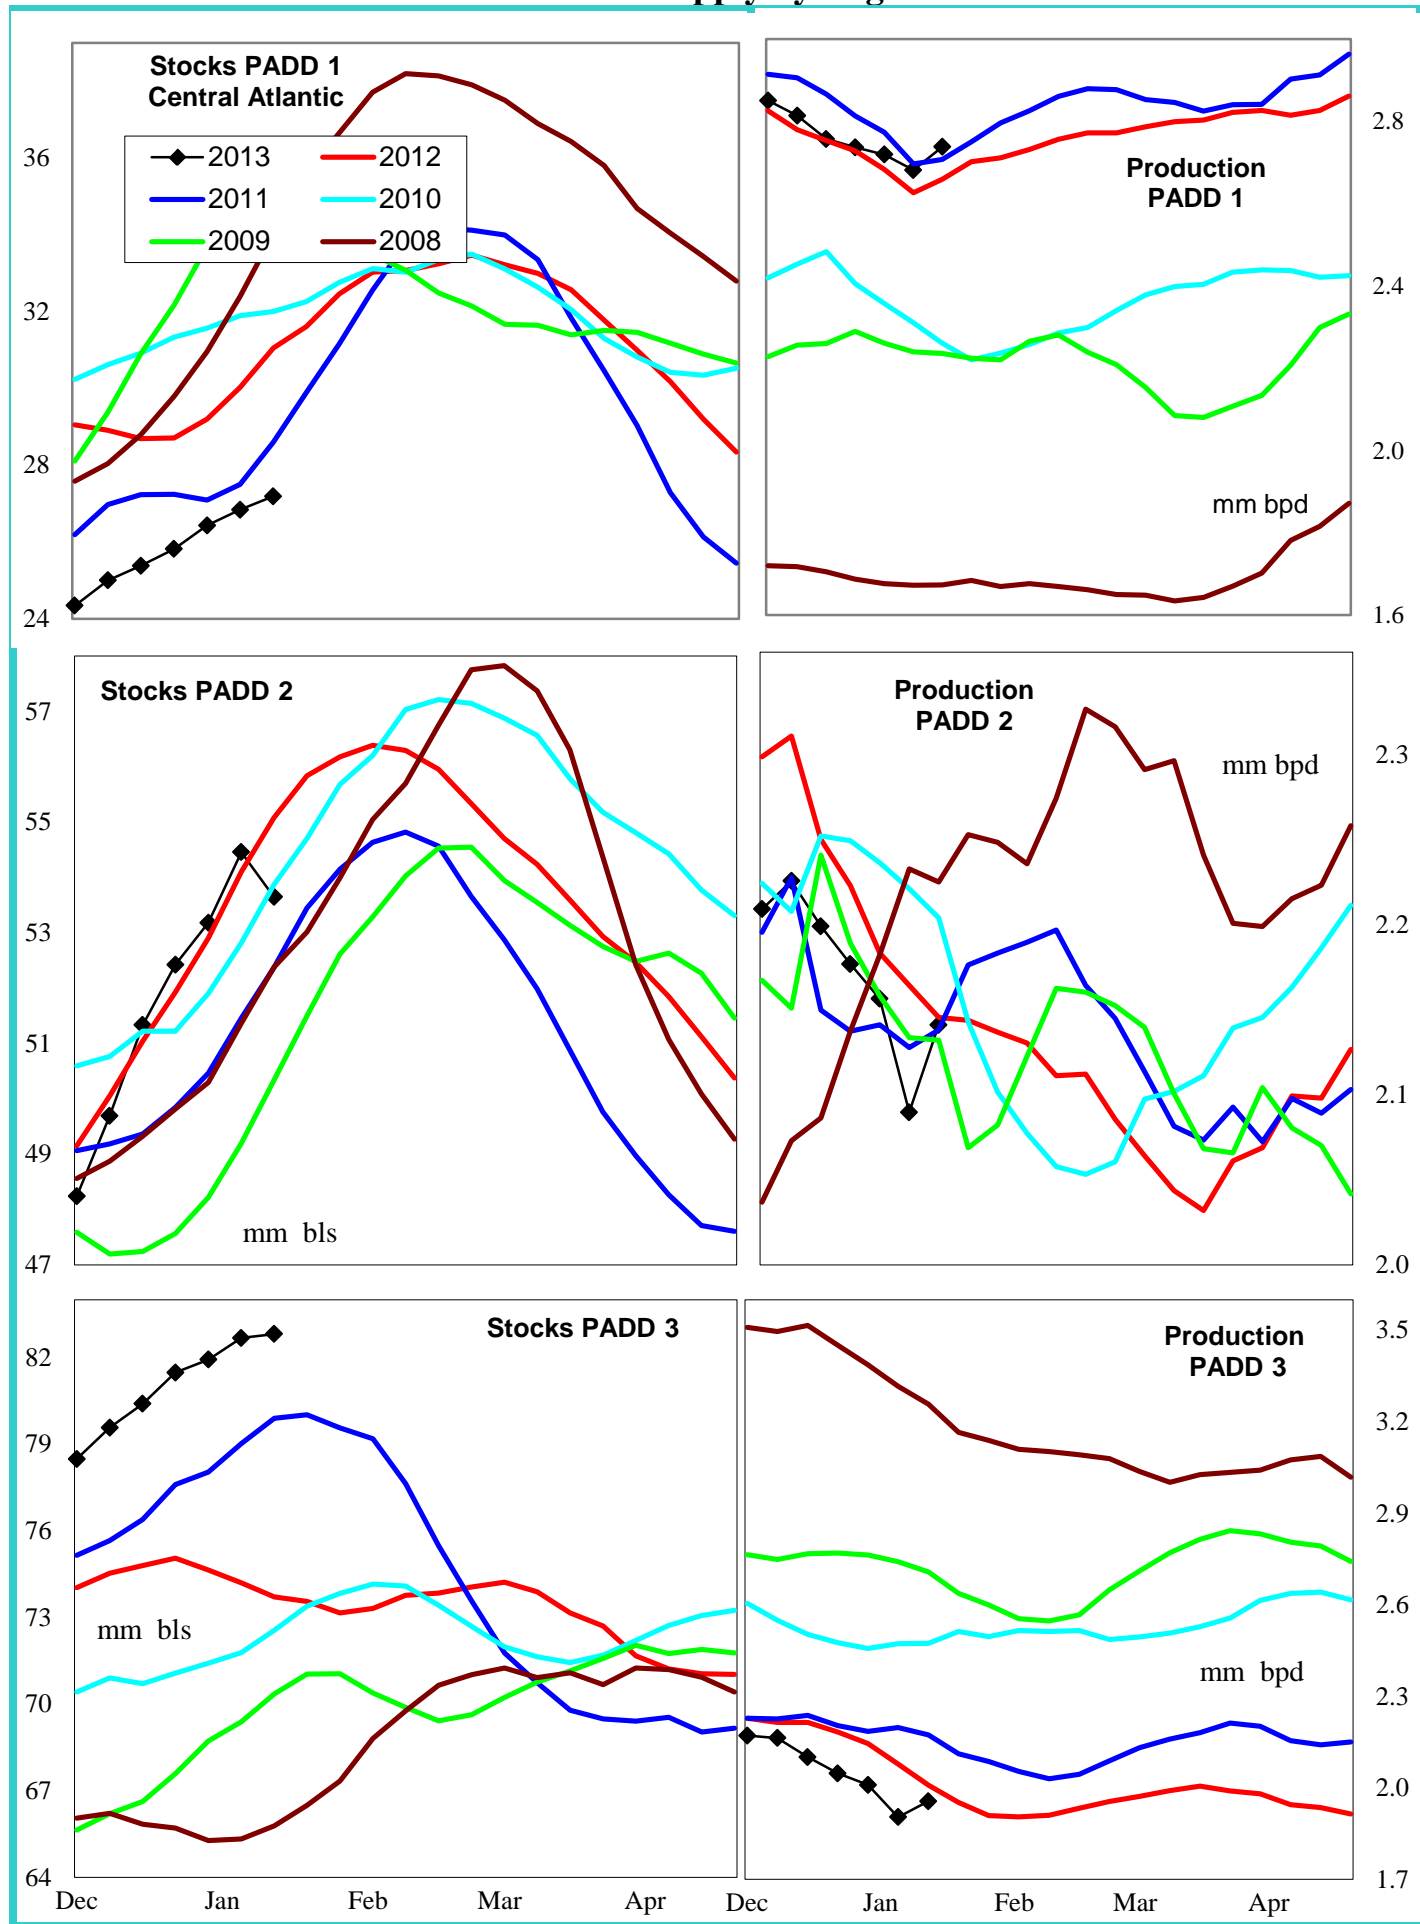 Stocks PADD 1
Central Atlantic
36
32
28
24
2013
2012
2011
2010
2009
2008
Production
PADD 1
mm bpd
2.8
2.4
2.0
1.6
Stocks PADD 2
57
55
53
51
49
47
mm bls
Production
PADD 2
mm bpd
2.3
2.2
2.1
2.0
Stocks PADD 3
82
79
76
73
70
67
64
mm bls
Dec Jan Feb Mar Apr
Production
PADD 3
mm bpd
3.5
3.2
2.9
2.6
2.3
2.0
1.7
Dec Jan Feb Mar Apr